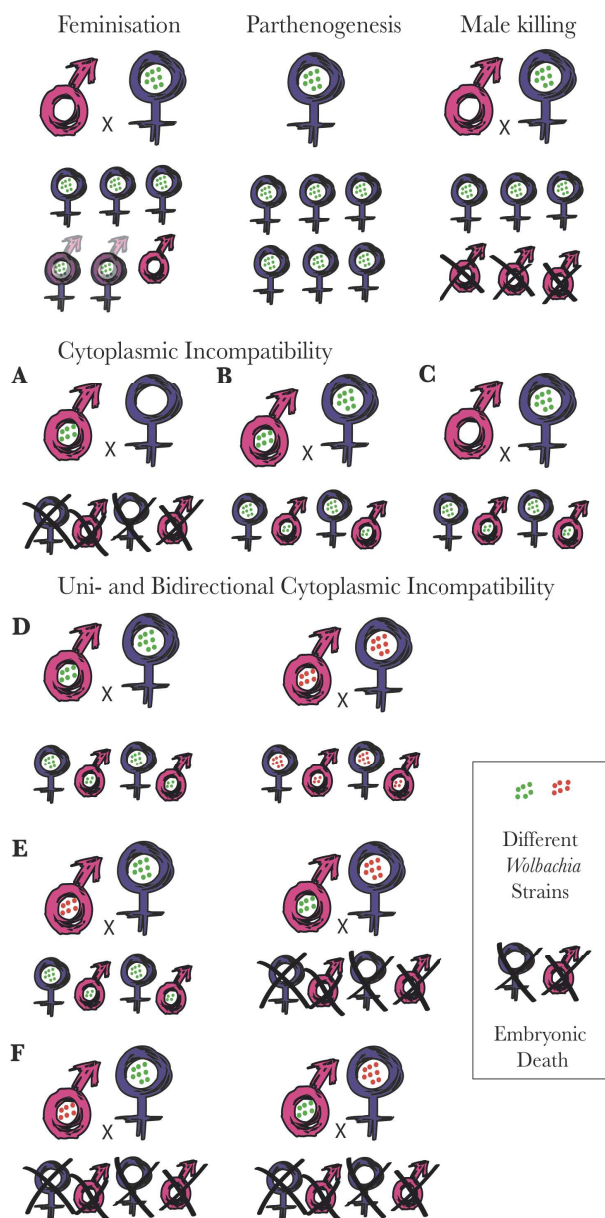 Feminisation
Parthenogenesis
Male killing
X
X
Cytoplasmic Incompatibility
A
B
C
X
X
X
Uni- and Bidirectional Cytoplasmic Incompatibility
D
X
X
E
X
X
F
X
X
Different
Wolbachia
Strains
Embryonic
Death